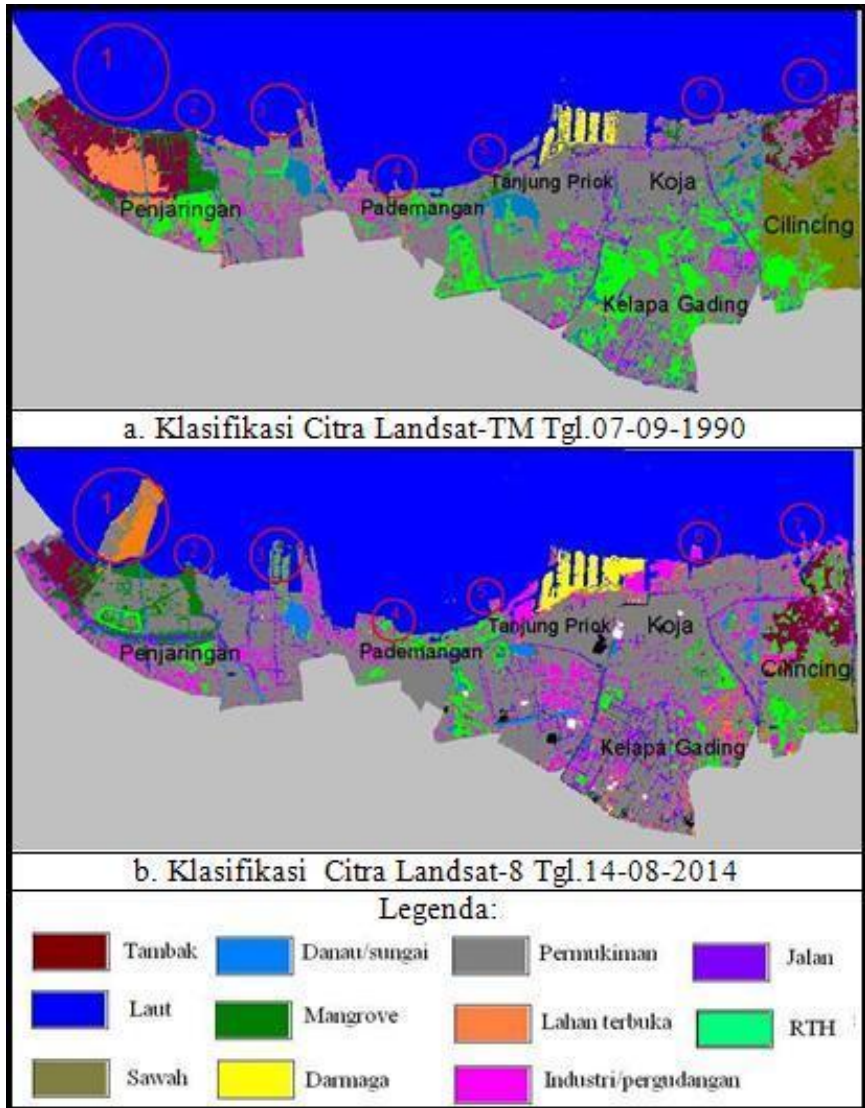 1
2
3
4
5
6
7
Penjaringan
Pademangan
Tanjung Priok
Koja
Cilincing
Kelapa Gading
a. Klasifikasi Citra Landsat-TM Tgl.07-09-1990
1
2
3
4
5
6
7
Penjaringan
Pademangan
Tanjung Priok
Koja
Cilincing
Kelapa Gading
b. Klasifikasi Citra Landsat-8 Tgl.14-08-2014
Legenda:
Tambak
Danau/sungai
Permukiman
Jalan
Laut
Mangrove
Lahan terbuka
RTH
Sawah
Darmaga
Industri/pergudangan